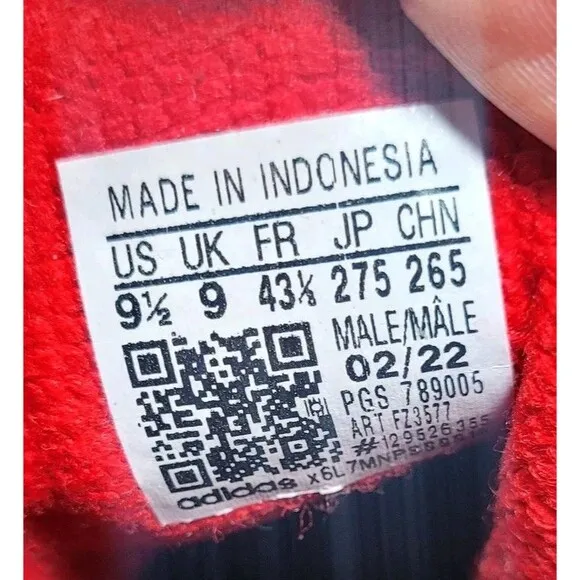 MADE IN INDONESIA
US UK FR JP CHN
9½ 9 43⅓ 275 265
MALE/MÂLE
02/22
PGS 789005
ART FZ3577
adidas